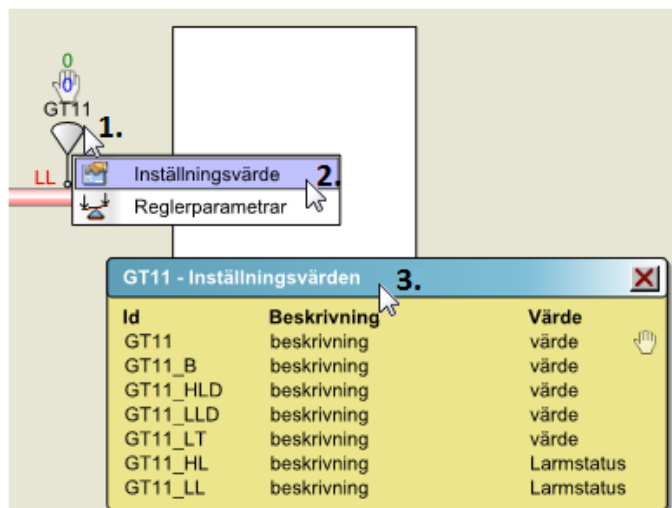 0
0
GT11
1.
LL
Inställningsvärde
2.
Reglerparametrar
GT11 - Inställningsvärden
3.
Id Beskrivning Värde
GT11 beskrivning värde
GT11_B beskrivning värde
GT11_HLD beskrivning värde
GT11_LLD beskrivning värde
GT11_LT beskrivning värde
GT11_HL beskrivning Larmstatus
GT11_LL beskrivning Larmstatus